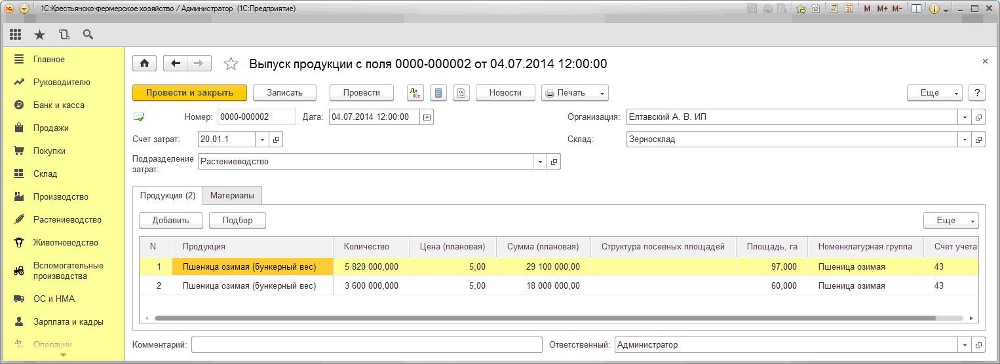 1С:Крестьянско-Фермерское хозяйство / Администратор (1С:Предприятие)
M M+ M-
Главное
Руководителю
Банк и касса
Продажи
Покупки
Склад
Производство
Растениеводство
Животноводство
Вспомогательные
производства
ОС и НМА
Зарплата и кадры
Дт Кт Операции
Выпуск продукции с поля 0000-000002 от 04.07.2014 12:00:00
Провести и закрыть Записать Провести Дт Кт Новости Печать Еще ?
Номер: 0000-000002 Дата: 04.07.2014 12:00:00 Организация: Елтавский А. В. ИП
Счет затрат: 20.01.1 Склад: Зерносклад
Подразделение
затрат: Растениеводство
Продукция (2) Материалы
Добавить Подбор Еще
N Продукция Количество Цена (плановая) Сумма (плановая) Структура посевных площадей Площадь, га Номенклатурная группа Счет учета
1 Пшеница озимая (бункерный вес) 5 820 000,000 5,00 29 100 000,00 97,000 Пшеница озимая 43
2 Пшеница озимая (бункерный вес) 3 600 000,000 5,00 18 000 000,00 60,000 Пшеница озимая 43
Комментарий: Ответственный: Администратор